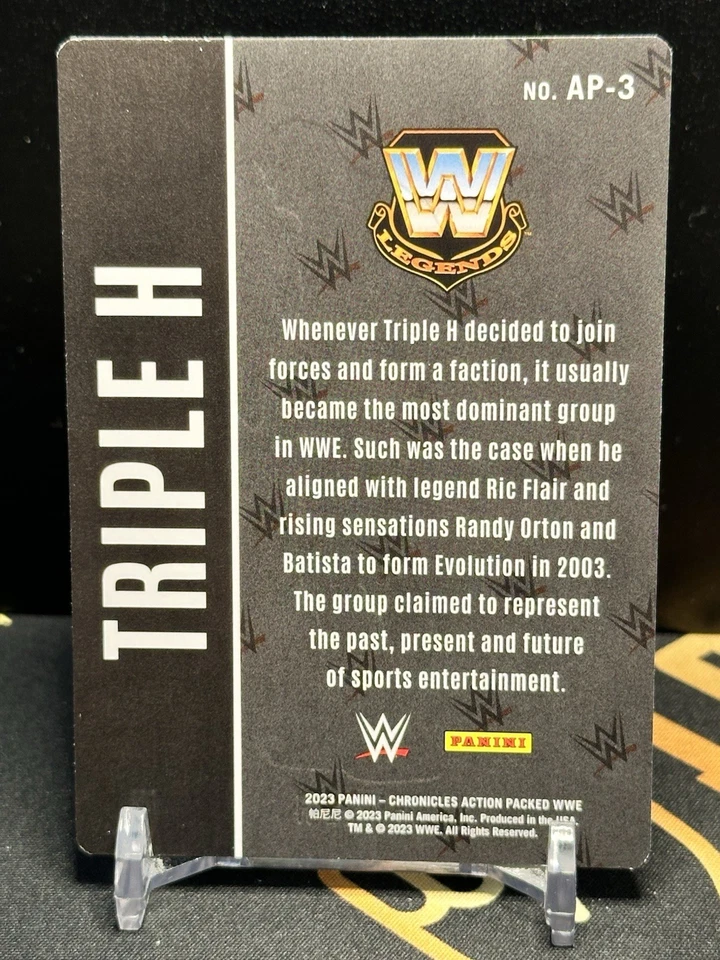 NO. AP-3
W
LEGENDS
™
TRIPLE H
Whenever Triple H decided to join
forces and form a faction, it usually
became the most dominant group
in WWE. Such was the case when he
aligned with legend Ric Flair and
rising sensations Randy Orton and
Batista to form Evolution in 2003.
The group claimed to represent
the past, present and future
of sports entertainment.
W
PANINI
2023 PANINI – CHRONICLES ACTION PACKED WWE
帕尼尼 © 2023 Panini America, Inc. Produced in the USA.
TM & © 2023 WWE. All Rights Reserved.